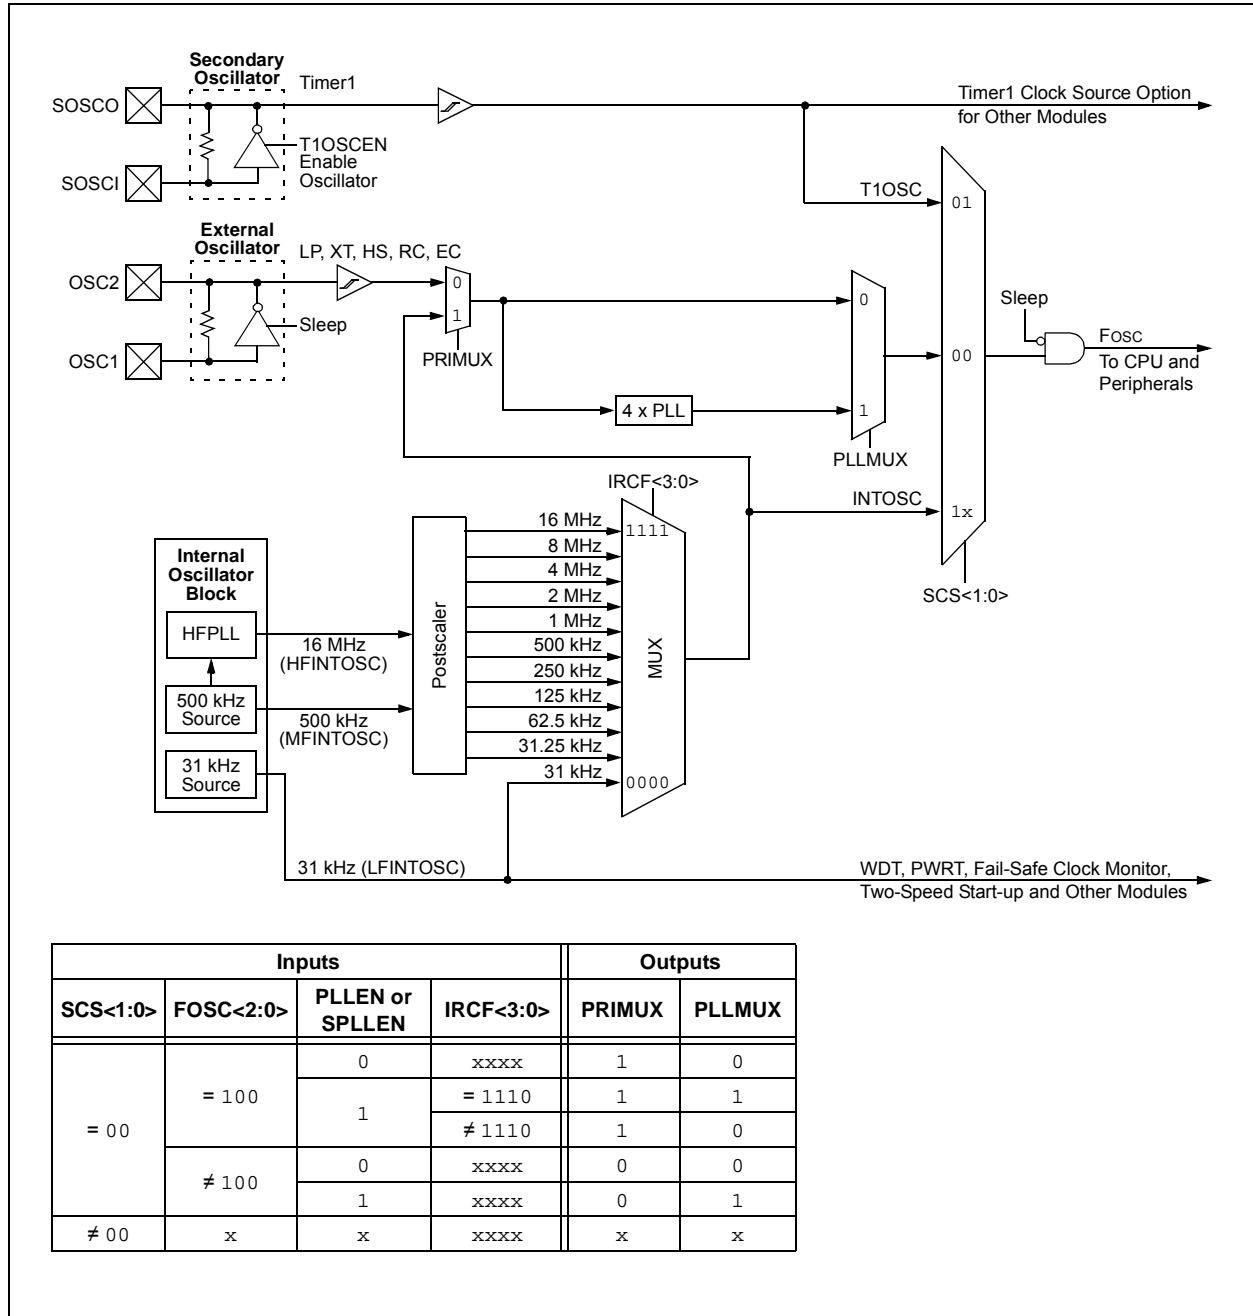 Secondary
Oscillator
Timer1
SOSCO
Timer1 Clock Source Option
for Other Modules
T1OSCEN
Enable
Oscillator
SOSCI
T1OSC
01
External
Oscillator
LP, XT, HS, RC, EC
OSC2
0
0
Sleep
1
Sleep
FOSC
OSC1
PRIMUX
00
To CPU and
Peripherals
4 x PLL
1
PLLMUX
IRCF<3:0>
INTOSC
1x
SCS<1:0>
16 MHz
1111
8 MHz
4 MHz
2 MHz
1 MHz
500 kHz
250 kHz
125 kHz
62.5 kHz
31.25 kHz
31 kHz
0000
MUX
Postscaler
Internal
Oscillator
Block
HFPLL
16 MHz
(HFINTOSC)
500 kHz
Source
500 kHz
(MFINTOSC)
31 kHz
Source
31 kHz (LFINTOSC)
WDT, PWRT, Fail-Safe Clock Monitor,
Two-Speed Start-up and Other Modules
Inputs Outputs
SCS<1:0> FOSC<2:0> PLLEN or SPLLEN IRCF<3:0> PRIMUX PLLMUX
= 00 = 100 0 xxxx 1 0
1 = 1110 1 1
≠ 1110 1 0
≠ 100 0 xxxx 0 0
1 xxxx 0 1
≠ 00 x x xxxx x x